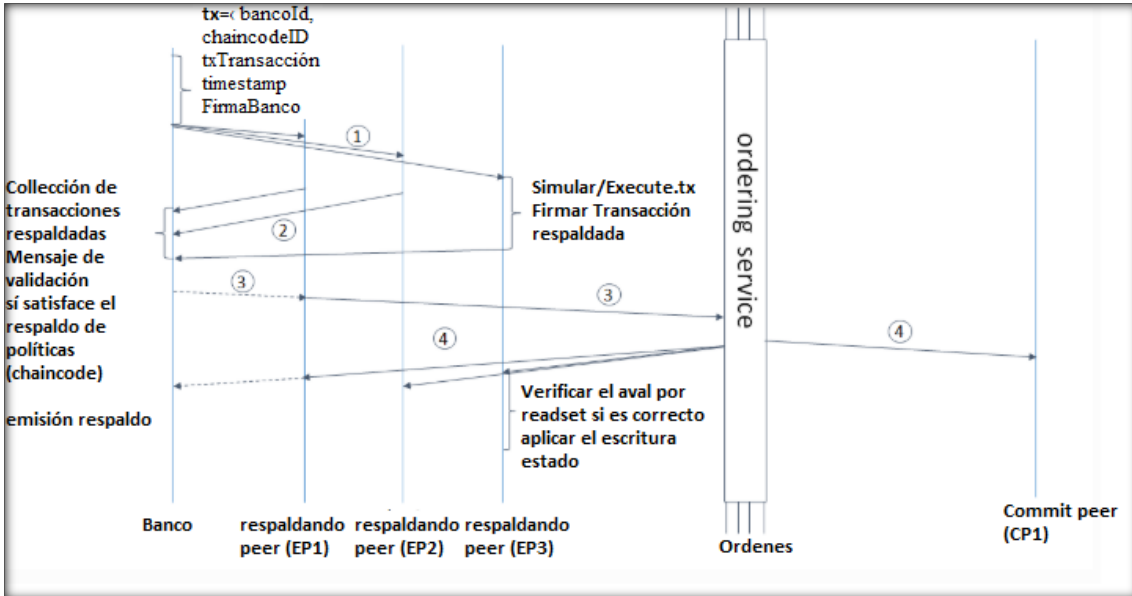 tx=< bancoId,
chaincodeID
txTransacción
timestamp
FirmaBanco
1
Colleción de
transacciones
respaldadas
Mensaje de
validación
sí satisface el
respaldo de
políticas
(chaincode)
emisión respaldo
2
Simular/Execute.tx
Firmar Transacción
respaldada
3
3
4
4
ordering service
Verificar el aval por
readset si es correcto
aplicar el escritura
estado
Banco
respaldando
peer (EP1)
respaldando
peer (EP2)
respaldando
peer (EP3)
Ordenes
Commit peer
(CP1)